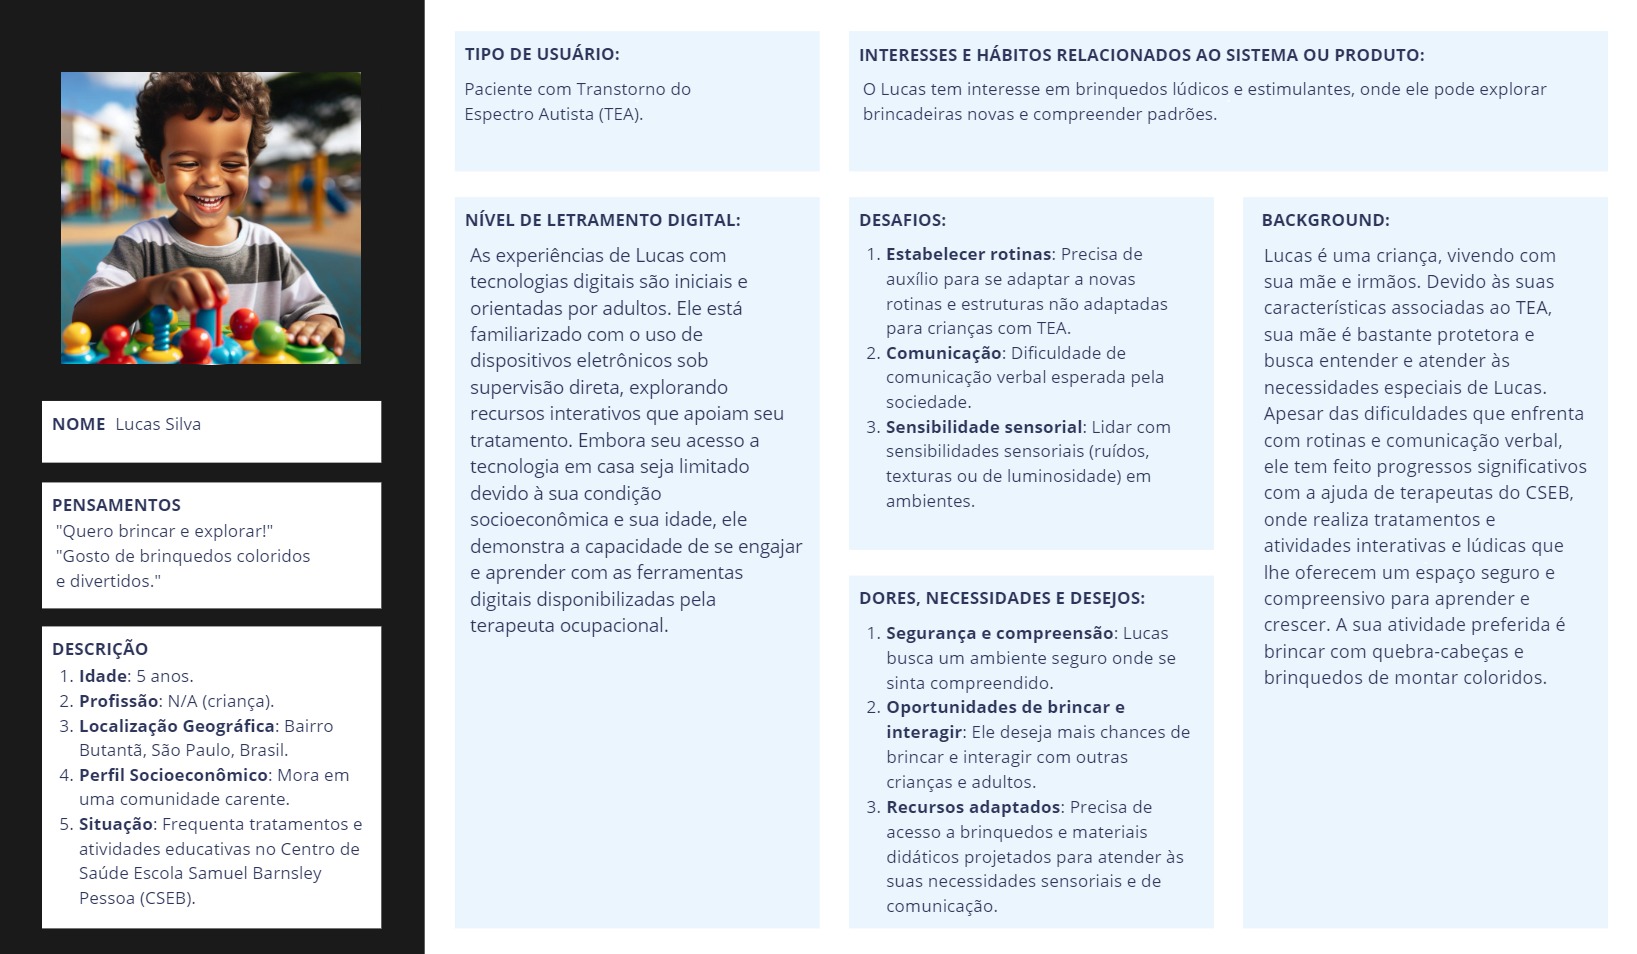 NOME Lucas Silva
PENSAMENTOS
"Quero brincar e explorar!"
"Gosto de brinquedos coloridos
e divertidos."
DESCRIÇÃO
1. Idade: 5 anos.
2. Profissão: N/A (criança).
3. Localização Geográfica: Bairro
Butantã, São Paulo, Brasil.
4. Perfil Socioeconômico: Mora em
uma comunidade carente.
5. Situação: Frequenta tratamentos e
atividades educativas no Centro de
Saúde Escola Samuel Barnsley
Pessoa (CSEB).
TIPO DE USUÁRIO:
Paciente com Transtorno do
Espectro Autista (TEA).
INTERESSES E HÁBITOS RELACIONADOS AO SISTEMA OU PRODUTO:
O Lucas tem interesse em brinquedos lúdicos e estimulantes, onde ele pode explorar
brincadeiras novas e compreender padrões.
NÍVEL DE LETRAMENTO DIGITAL:
As experiências de Lucas com
tecnologias digitais são iniciais e
orientadas por adultos. Ele está
familiarizado com o uso de
dispositivos eletrônicos sob
supervisão direta, explorando
recursos interativos que apoiam seu
tratamento. Embora seu acesso a
tecnologia em casa seja limitado
devido à sua condição
socioeconômica e sua idade, ele
demonstra a capacidade de se engajar
e aprender com as ferramentas
digitais disponibilizadas pela
terapeuta ocupacional.
DESAFIOS:
1. Estabelecer rotinas: Precisa de
auxílio para se adaptar a novas
rotinas e estruturas não adaptadas
para crianças com TEA.
2. Comunicação: Dificuldade de
comunicação verbal esperada pela
sociedade.
3. Sensibilidade sensorial: Lidar com
sensibilidades sensoriais (ruídos,
texturas ou de luminosidade) em
ambientes.
DORES, NECESSIDADES E DESEJOS:
1. Segurança e compreensão: Lucas
busca um ambiente seguro onde se
sinta compreendido.
2. Oportunidades de brincar e
interagir: Ele deseja mais chances de
brincar e interagir com outras
crianças e adultos.
3. Recursos adaptados: Precisa de
acesso a brinquedos e materiais
didáticos projetados para atender às
suas necessidades sensoriais e de
comunicação.
BACKGROUND:
Lucas é uma criança, vivendo com
sua mãe e irmãos. Devido às suas
características associadas ao TEA,
sua mãe é bastante protetora e
busca entender e atender às
necessidades especiais de Lucas.
Apesar das dificuldades que enfrenta
com rotinas e comunicação verbal,
ele tem feito progressos significativos
com a ajuda de terapeutas do CSEB,
onde realiza tratamentos e
atividades interativas e lúdicas que
lhe oferecem um espaço seguro e
compreensivo para aprender e
crescer. A sua atividade preferida é
brincar com quebra-cabeças e
brinquedos de montar coloridos.